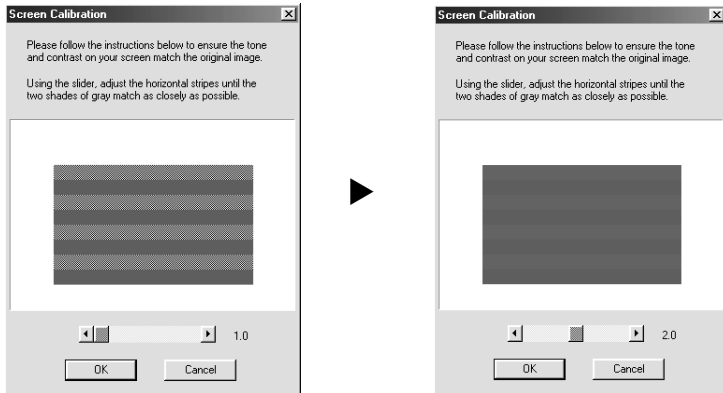 Screen Calibration
Please follow the instructions below to ensure the tone
and contrast on your screen match the original image.
Using the slider, adjust the horizontal stripes until the
two shades of gray match as closely as possible.
1.0
OK Cancel
Screen Calibration
Please follow the instructions below to ensure the tone
and contrast on your screen match the original image.
Using the slider, adjust the horizontal stripes until the
two shades of gray match as closely as possible.
2.0
OK Cancel